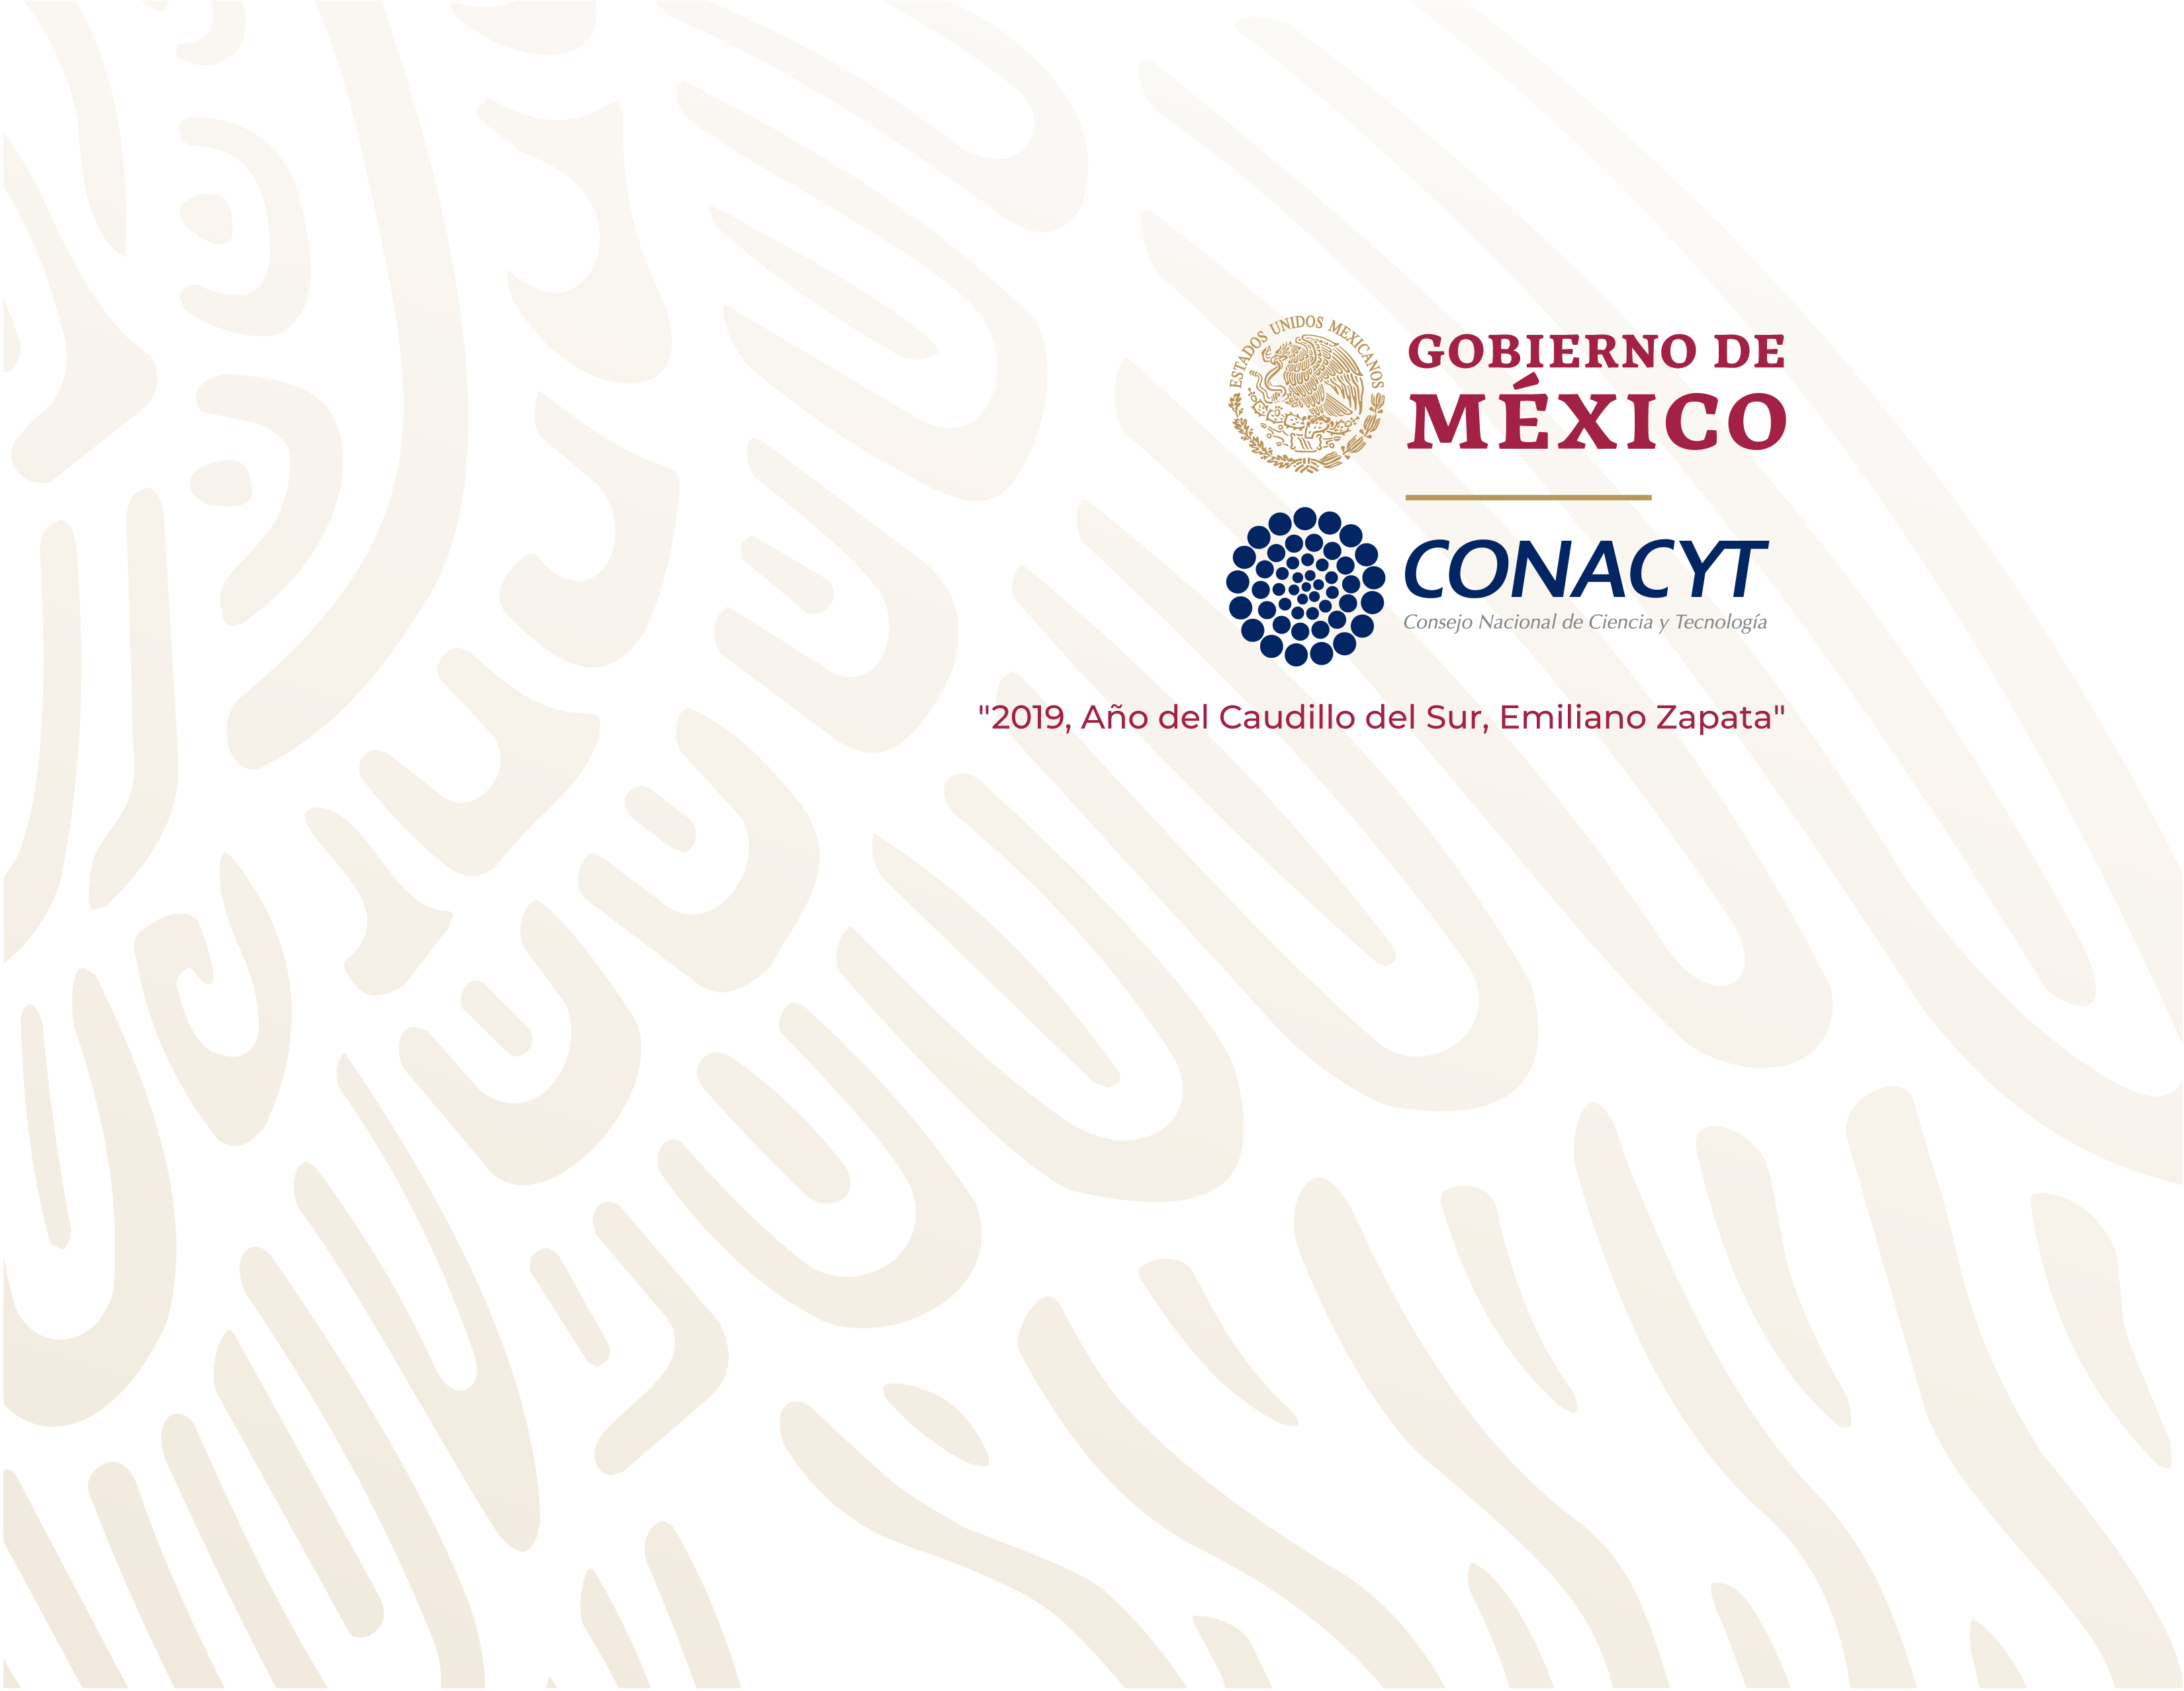 ESTADOS UNIDOS MEXICANOS
GOBIERNO DE
MÉXICO
CONACYT
Consejo Nacional de Ciencia y Tecnología
"2019, Año del Caudillo del Sur, Emiliano Zapata"